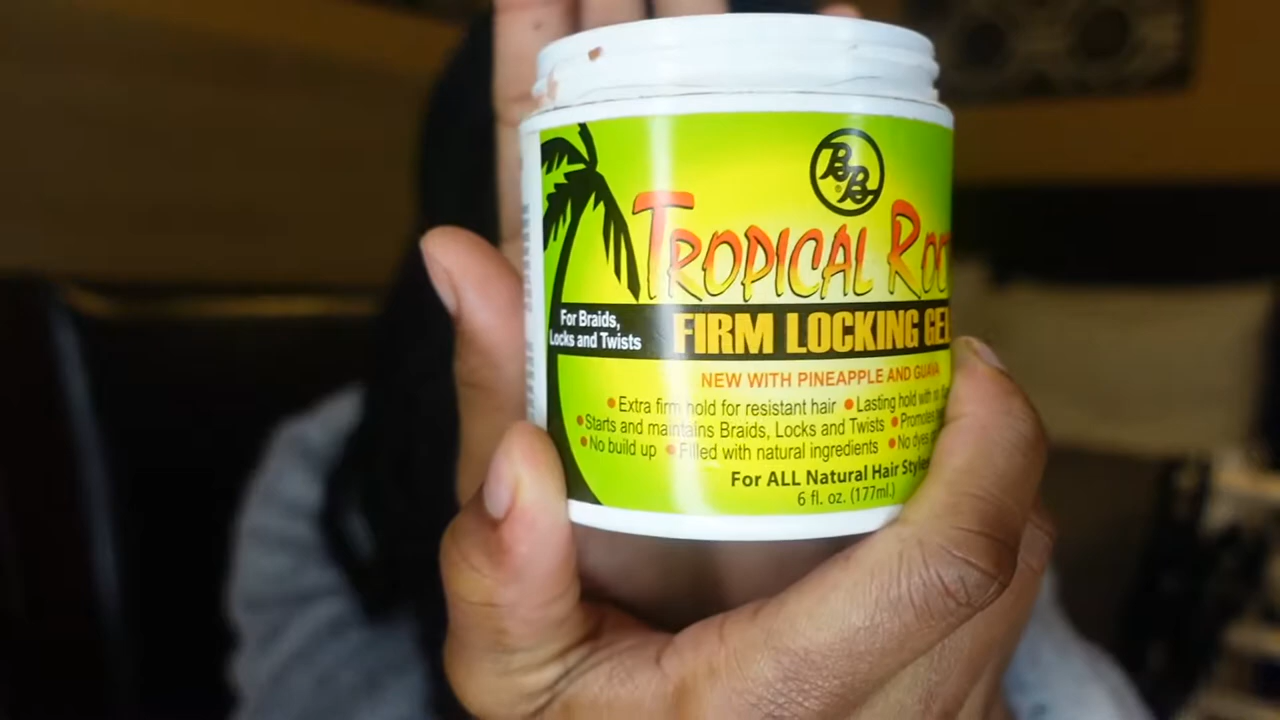 BB
TROPICAL ROO
For Braids,
Locks and Twists
FIRM LOCKING GEL
NEW WITH PINEAPPLE AND GUAVA
• Extra firm hold for resistant hair • Lasting hold with no
• Starts and maintains Braids, Locks and Twists • Promotes
• No build up • Filled with natural ingredients • No dyes
For ALL Natural Hair Styles
6 fl. oz. (177ml.)